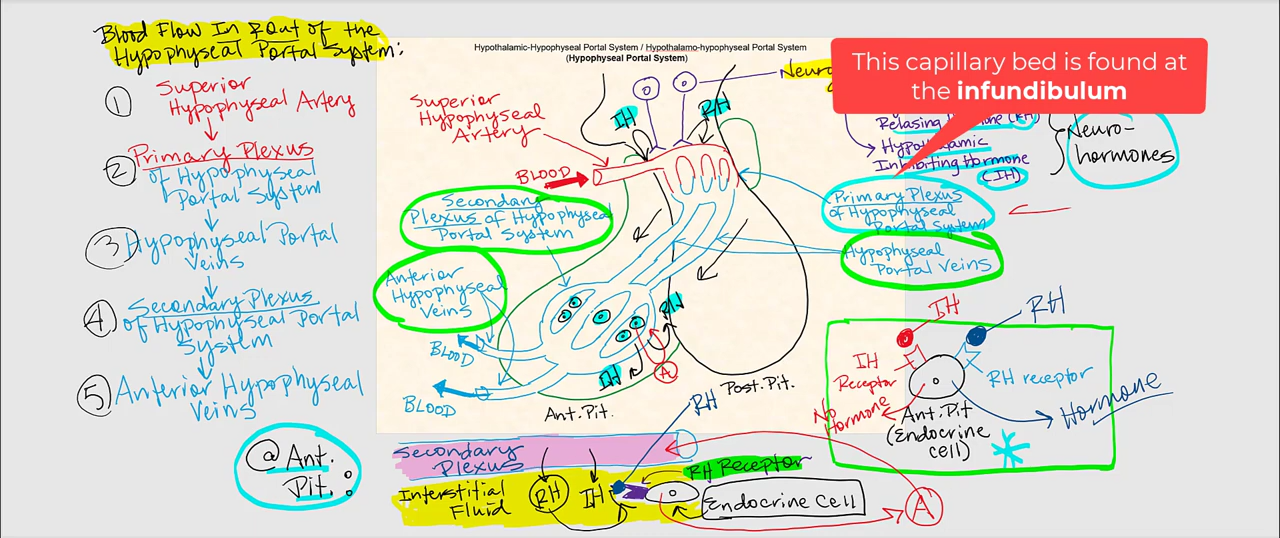 Blood Flow In & Out of the
Hypophyseal Portal System:
① Superior
Hypophyseal Artery
② Primary Plexus
of Hypophyseal
Portal System
③ Hypophyseal Portal
Veins
④ Secondary Plexus
of Hypophyseal Portal
System
⑤ Anterior Hypophyseal
Veins
@ Ant.
Pit.:
Hypothalamic-Hypophyseal Portal System / Hypothalamo-hypophyseal Portal System
(Hypophyseal Portal System)
This capillary bed is found at
the infundibulum
Superior
Hypophyseal
Artery
IH
RH
BLOOD
Relasing
(RH)
Hypothalamic
Inhibiting Hormone
(IH)
Neuro-
hormones
Secondary
Plexus of Hypophyseal
Portal System
Primary Plexus
of Hypophyseal
Portal System
Hypophyseal
Portal Veins
Anterior
Hypophyseal
Veins
RH
BLOOD
BLOOD
IH
A
Ant. Pit.
Post. Pit.
RH
IH
RH
IH
Receptor
RH receptor
No
Hormone
Ant. Pit
(Endocrine
cell)
Hormone
Secondary
Plexus
RH Receptor
Interstitial
Fluid
RH
IH
Endocrine Cell
A